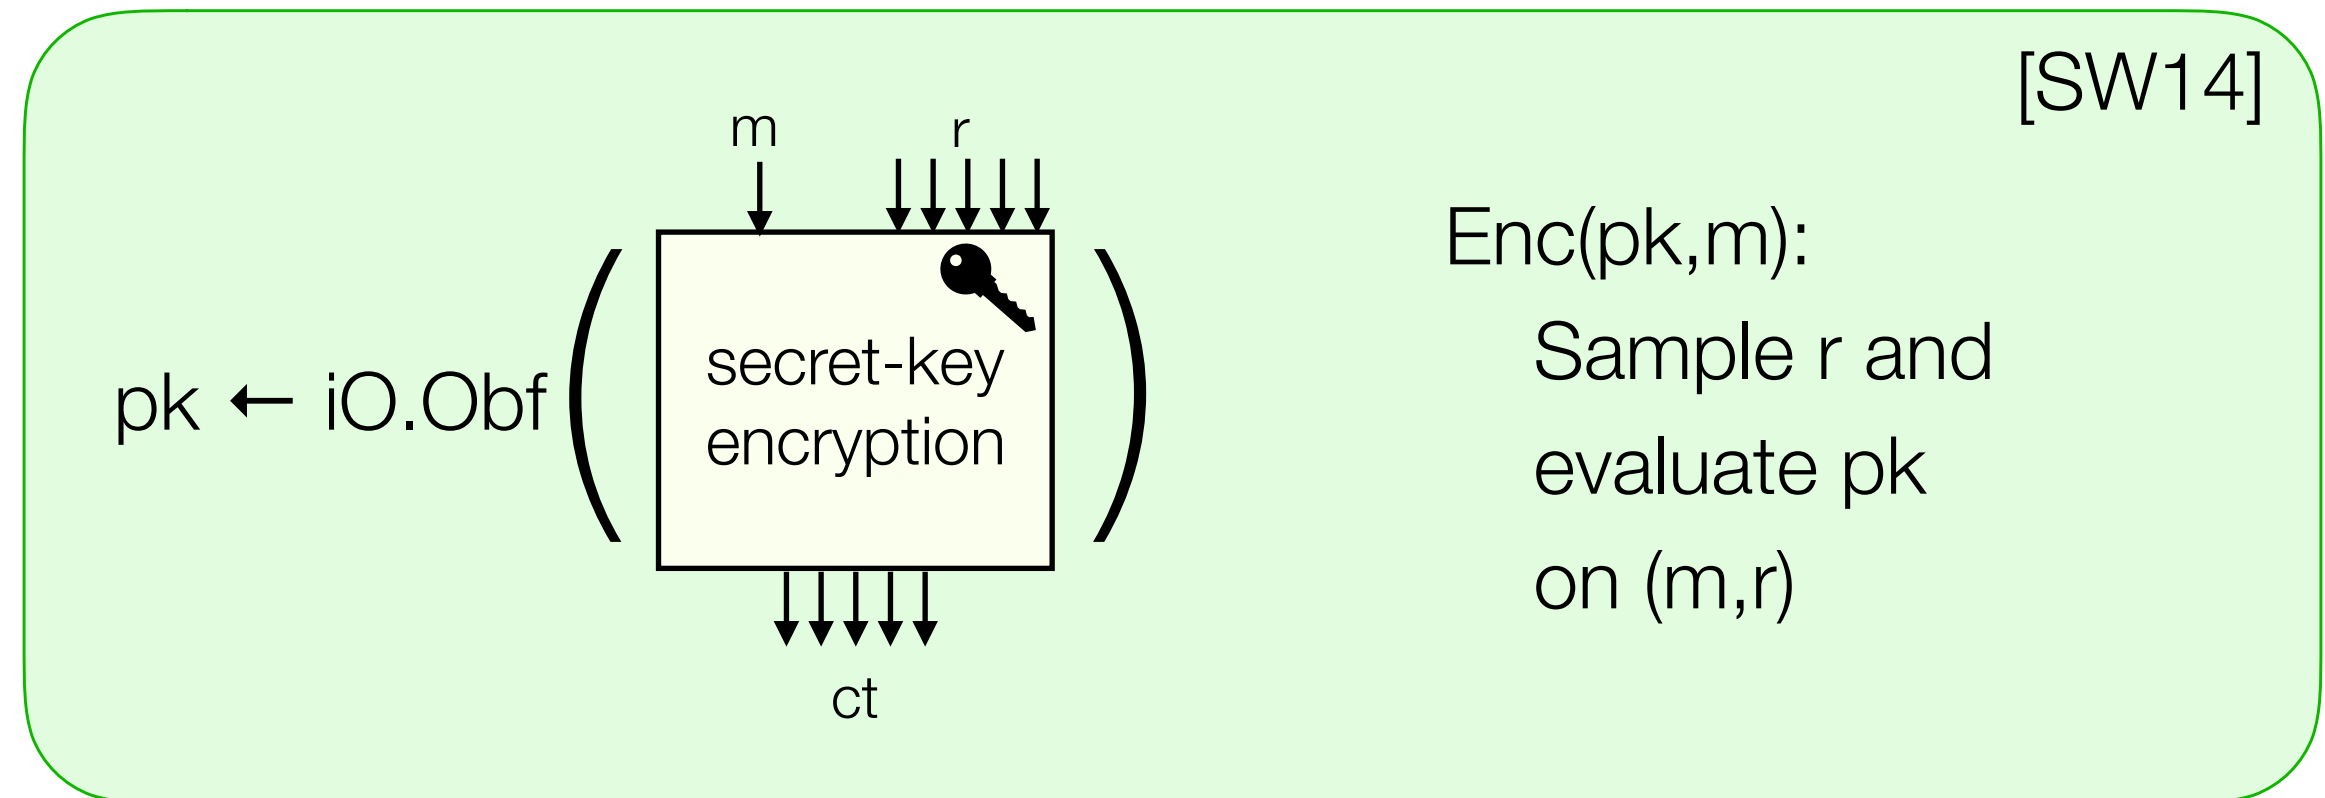 [SW14]
m r
pk ← iO.Obf(
secret-key
encryption
)
ct
Enc(pk,m):
Sample r and
evaluate pk
on (m,r)